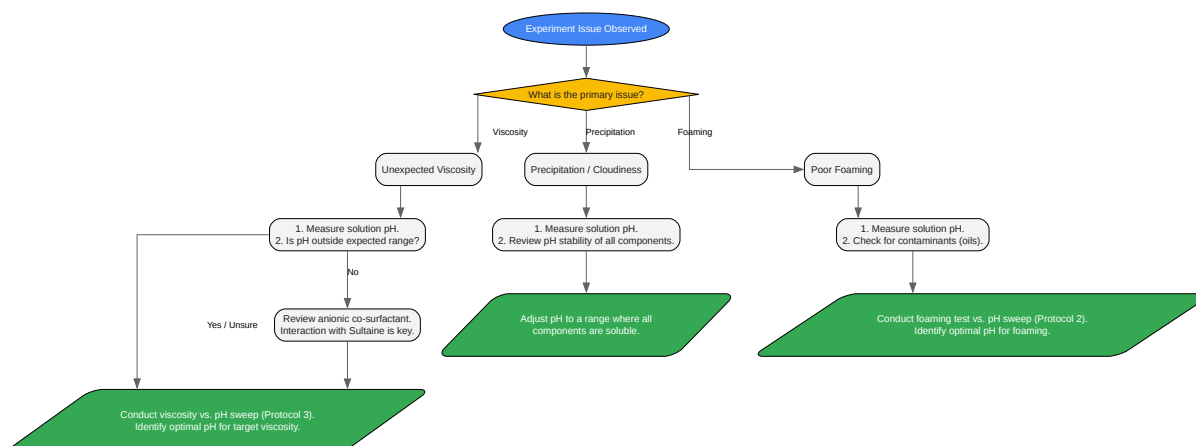 Experiment Issue Observed
What is the primary issue?
Viscosity
Precipitation
Foaming
Unexpected Viscosity
Precipitation / Cloudiness
Poor Foaming
1. Measure solution pH.
2. Is pH outside expected range?
1. Measure solution pH.
2. Review pH stability of all components.
1. Measure solution pH.
2. Check for contaminants (oils).
No
Yes / Unsure
Review anionic co-surfactant.
Interaction with Sultaine is key.
Adjust pH to a range where all
components are soluble.
Conduct foaming test vs. pH sweep (Protocol 2).
Identify optimal pH for foaming.
Conduct viscosity vs. pH sweep (Protocol 3).
Identify optimal pH for target viscosity.